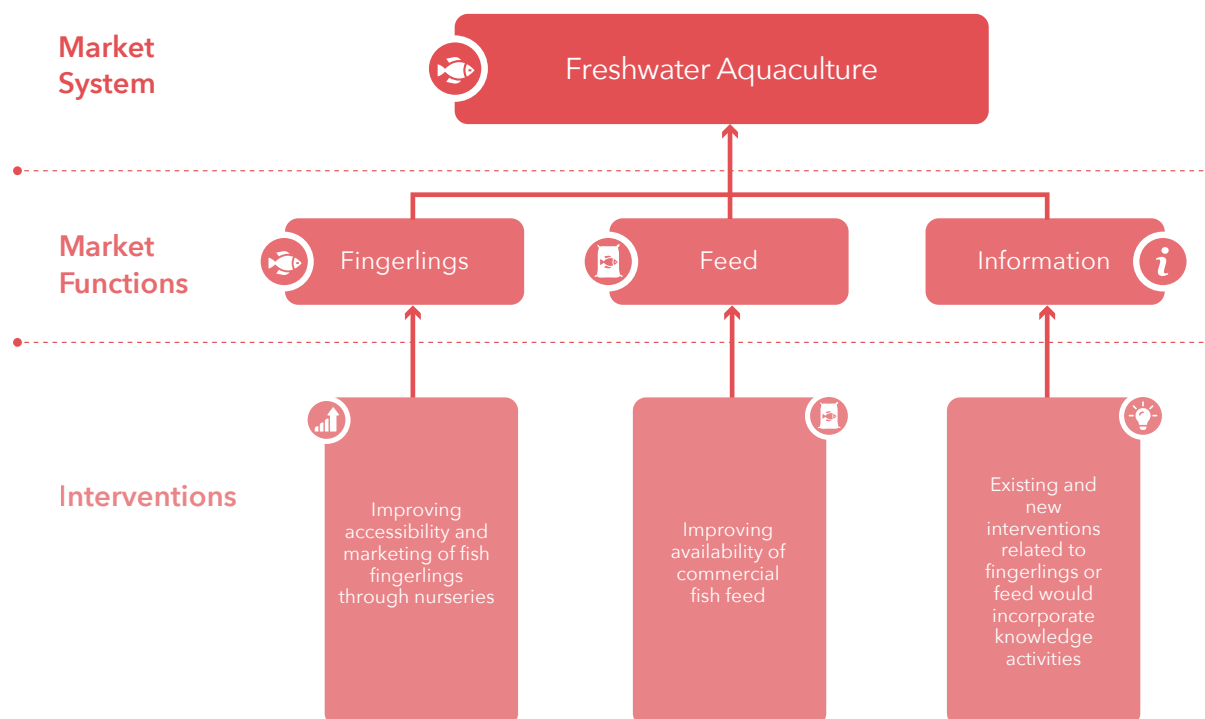 Market
System
Freshwater Aquaculture
Market
Functions
Fingerlings
Feed
Information
i
Interventions
Improving
accessibility and
marketing of fish
fingerlings
through nurseries
Improving
availability of
commercial
fish feed
Existing and
new
interventions
related to
fingerlings or
feed would
incorporate
knowledge
activities